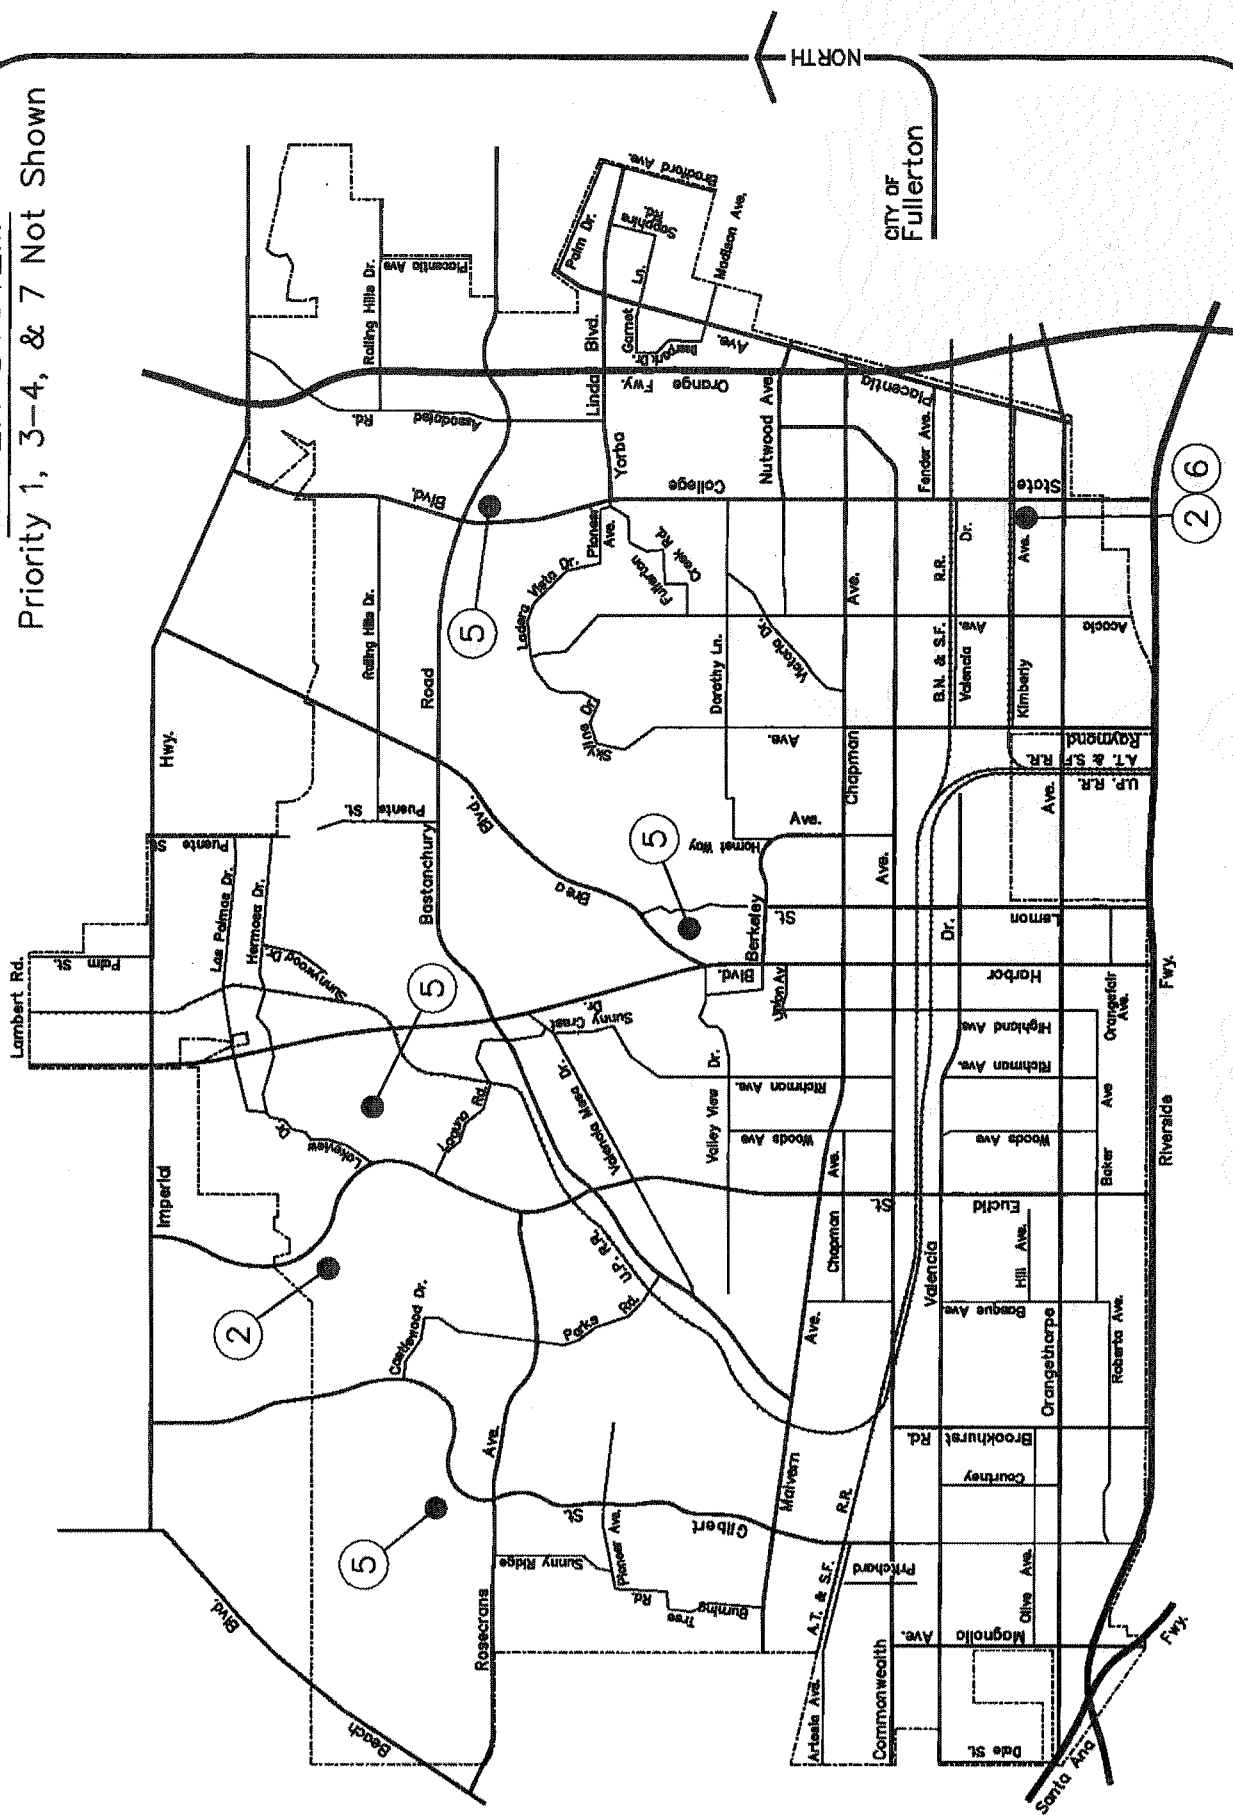 Priority 1, 3-4, & 7 Not Shown
NORTH
CITY OF
Fullerton
Lambert Rd.
Palm St.
Imperial
Hwy.
Puente St.
Las Palmas Dr.
Hermosa Dr.
Sunnywood Dr.
Lakeview Dr.
Puente St.
Rolling Hills Dr.
Rolling Hills Dr.
Placentia Ave
Associated Rd.
Bastanchury
Road
Brea
Blvd.
Blvd.
College
State
Yorba
Linda
Blvd.
Palm Dr.
Bradford Ave.
Sapphire Rd.
Garnet
Ln.
Deerpark Dr.
Madison Ave.
Placentia
Ave.
Orange
Fwy.
Nutwood Ave.
Pioneer Ave.
Ladera Vista Dr.
Fullerton
Creek Rd.
Skyline Dr.
Dorothy Ln.
Victoria Dr.
Acacia
Ave.
Raymond
Ave.
Hornet Way
Berkeley
Ave.
Chapman
Ave.
Fender Ave.
B.N. & S.F.
R.R.
Valencia
Dr.
Kimberly
Ave.
A.T. & S.F. R.R.
U.P. R.R.
Lemon
St.
Harbor
Blvd.
Union Av
Highland Ave.
Richman Ave.
Richman Ave.
Woods Ave
Woods Ave
Valley View
Dr.
Sunny Crest
Dr.
Valencia Mesa Dr.
Laguna Rd.
U.P. R.R.
Parks
Rd.
Castlewood Dr.
Euclid
St.
Chapman
Ave.
Malvern
Ave.
Valencia
Dr.
Basque Ave.
Hill Ave.
Orangethorpe
Ave.
Baker
Ave
Orangefair
Ave.
Roberta Ave.
Riverside
Fwy.
Brookhurst Rd.
Courtney
Gilbert
St.
Pioneer Ave.
Sunny Ridge
Burning
Tree
Rd.
Rosecrans
Ave.
Beach
Blvd.
A.T. & S.F.
R.R.
Pritchard
Artesia Ave.
Commonwealth
Ave.
Magnolia Ave.
Olive Ave.
Dale St.
Santa Ana
Fwy.
5
5
5
5
2
2
6